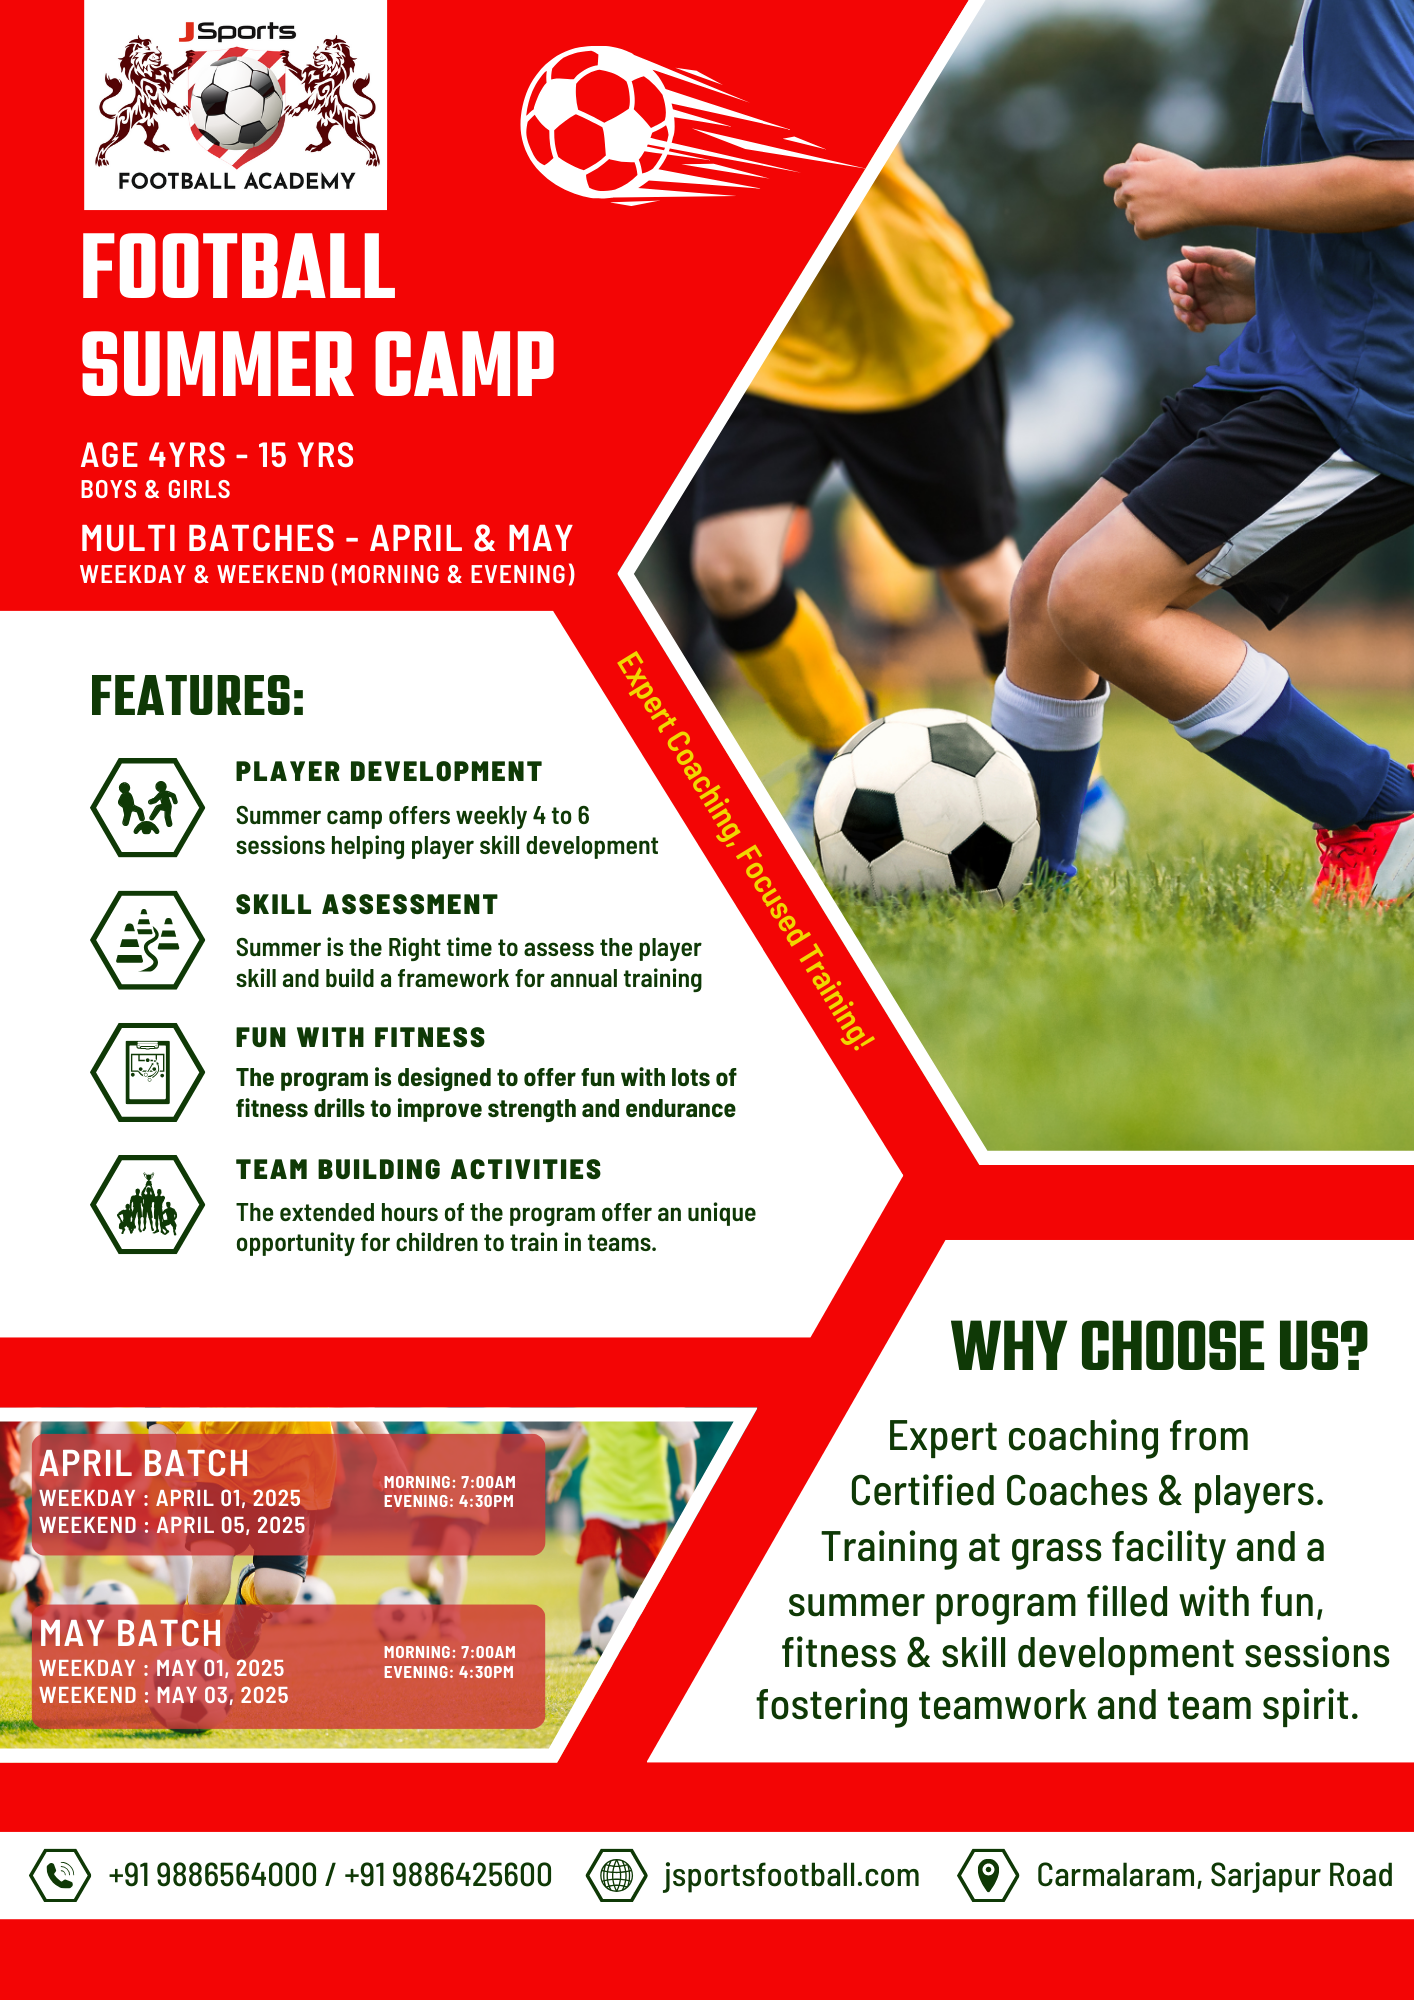 JSports
FOOTBALL ACADEMY
FOOTBALL
SUMMER CAMP
AGE 4YRS - 15 YRS
BOYS & GIRLS
MULTI BATCHES - APRIL & MAY
WEEKDAY & WEEKEND (MORNING & EVENING)
Expert Coaching, Focused Training!
FEATURES:
PLAYER DEVELOPMENT
Summer camp offers weekly 4 to 6
sessions helping player skill development
SKILL ASSESSMENT
Summer is the Right time to assess the player
skill and build a framework for annual training
FUN WITH FITNESS
The program is designed to offer fun with lots of
fitness drills to improve strength and endurance
TEAM BUILDING ACTIVITIES
The extended hours of the program offer an unique
opportunity for children to train in teams.
WHY CHOOSE US?
Expert coaching from
Certified Coaches & players.
Training at grass facility and a
summer program filled with fun,
fitness & skill development sessions
fostering teamwork and team spirit.
APRIL BATCH
WEEKDAY : APRIL 01, 2025
WEEKEND : APRIL 05, 2025
MORNING: 7:00AM
EVENING: 4:30PM
MAY BATCH
WEEKDAY : MAY 01, 2025
WEEKEND : MAY 03, 2025
MORNING: 7:00AM
EVENING: 4:30PM
+91 9886564000 / +91 9886425600
jsportsfootball.com
Carmalaram, Sarjapur Road